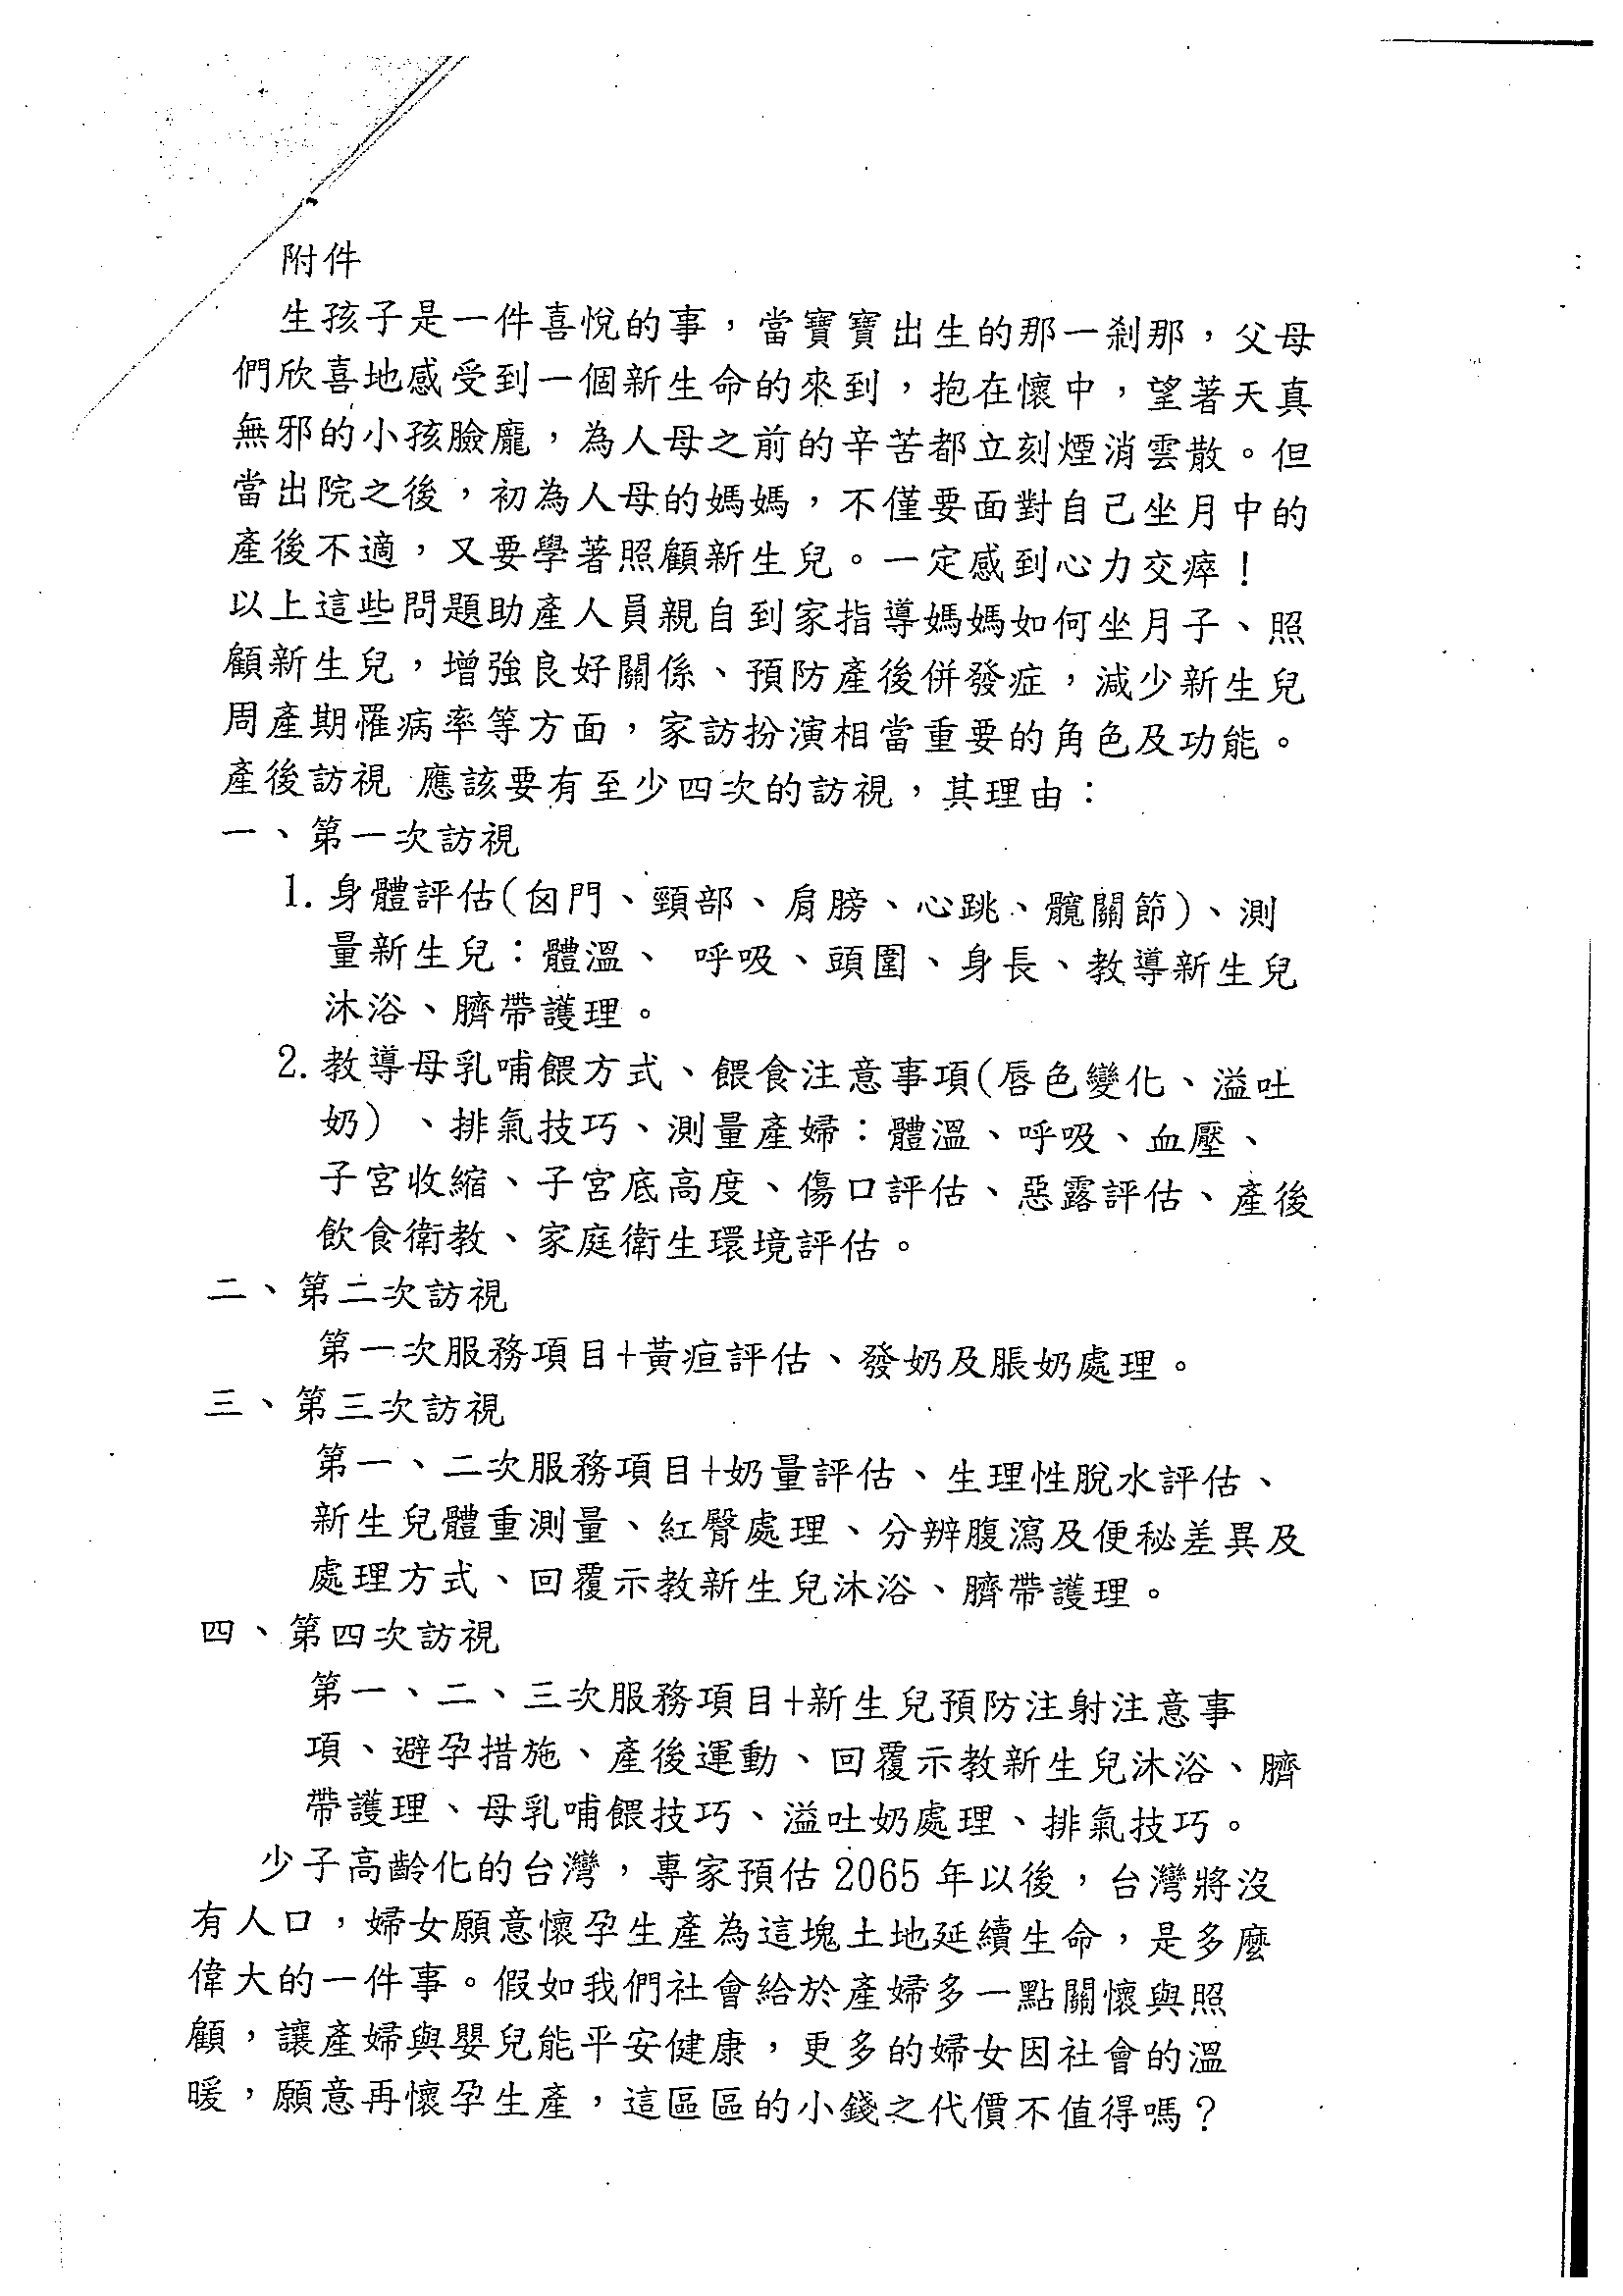 附件
生孩子是一件喜悅的事，當寶寶出生的那一剎那，父母
們欣喜地感受到一個新生命的來到，抱在懷中，望著天真
無邪的小孩臉龐，為人母之前的辛苦都立刻煙消雲散。但
當出院之後，初為人母的媽媽，不僅要面對自己坐月中的
產後不適，又要學著照顧新生兒。一定感到心力交瘁！
以上這些問題助產人員親自到家指導媽媽如何坐月子、照
顧新生兒，增強良好關係、預防產後併發症，減少新生兒
周產期罹病率等方面，家訪扮演相當重要的角色及功能。
產後訪視 應該要有至少四次的訪視，其理由：
一、第一次訪視
1. 身體評估(囟門、頸部、肩膀、心跳、髖關節)、測
量新生兒：體溫、 呼吸、頭圍、身長、教導新生兒
沐浴、臍帶護理。
2. 教導母乳哺餵方式、餵食注意事項(唇色變化、溢吐
奶）、排氣技巧、測量產婦：體溫、呼吸、血壓、
子宮收縮、子宮底高度、傷口評估、惡露評估、產後
飲食衛教、家庭衛生環境評估。
二、第二次訪視
第一次服務項目+黃疸評估、發奶及脹奶處理。
三、第三次訪視
第一、二次服務項目+奶量評估、生理性脫水評估、
新生兒體重測量、紅臀處理、分辨腹瀉及便秘差異及
處理方式、回覆示教新生兒沐浴、臍帶護理。
四、第四次訪視
第一、二、三次服務項目+新生兒預防注射注意事
項、避孕措施、產後運動、回覆示教新生兒沐浴、臍
帶護理、母乳哺餵技巧、溢吐奶處理、排氣技巧。
少子高齡化的台灣，專家預估 2065 年以後，台灣將沒
有人口，婦女願意懷孕生產為這塊土地延續生命，是多麼
偉大的一件事。假如我們社會給於產婦多一點關懷與照
顧，讓產婦與嬰兒能平安健康，更多的婦女因社會的溫
暖，願意再懷孕生產，這區區的小錢之代價不值得嗎？